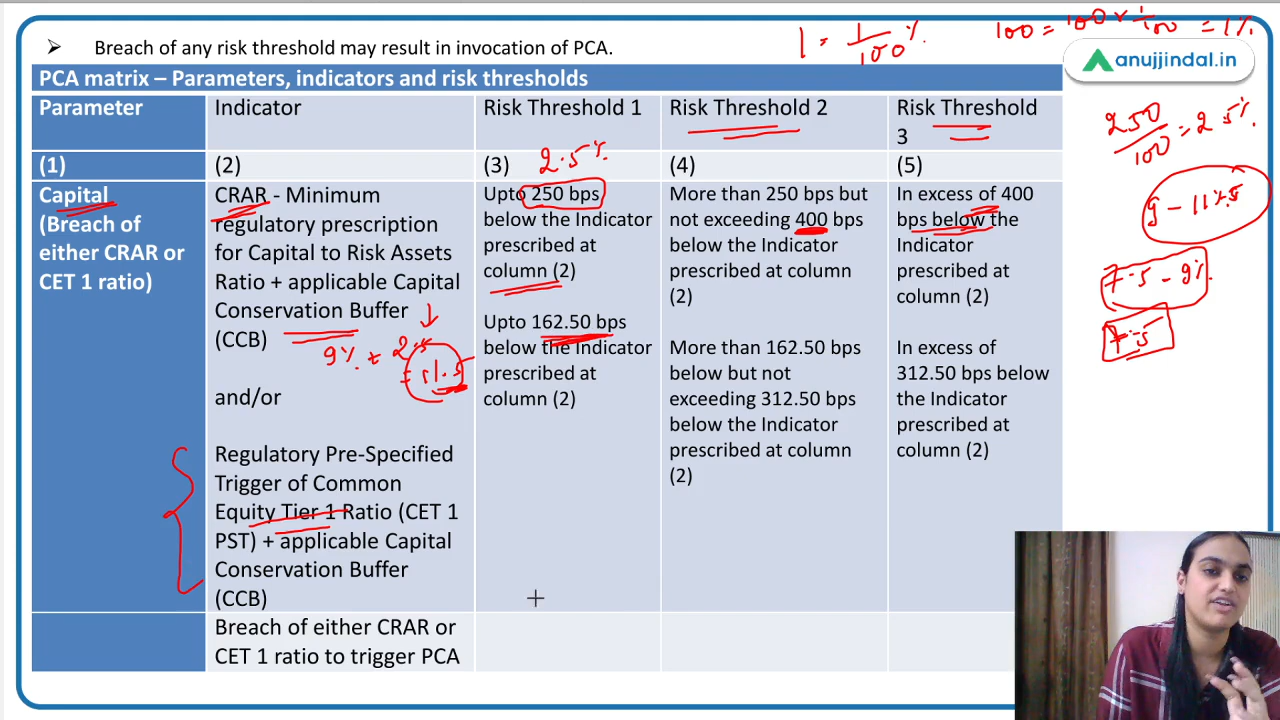 1 = 1/100 %.
100 = 100 × 1/100 = 1%
➢ Breach of any risk threshold may result in invocation of PCA.
anujjindal.in
PCA matrix – Parameters, indicators and risk thresholds
Parameter
Indicator
Risk Threshold 1
Risk Threshold 2
Risk Threshold
3
(1)
(2)
(3)
2.5%
(4)
(5)
Capital
(Breach of
either CRAR or
CET 1 ratio)
CRAR - Minimum
regulatory prescription
for Capital to Risk Assets
Ratio + applicable Capital
Conservation Buffer
(CCB)
9% + 2.5
= 11.5
and/or
Regulatory Pre-Specified
Trigger of Common
Equity Tier 1 Ratio (CET 1
PST) + applicable Capital
Conservation Buffer
(CCB)
Upto 250 bps
below the Indicator
prescribed at
column (2)
Upto 162.50 bps
below the Indicator
prescribed at
column (2)
More than 250 bps but
not exceeding 400 bps
below the Indicator
prescribed at column
(2)
More than 162.50 bps
below but not
exceeding 312.50 bps
below the Indicator
prescribed at column
(2)
In excess of 400
bps below the
Indicator
prescribed at
column (2)
In excess of
312.50 bps below
the Indicator
prescribed at
column (2)
Breach of either CRAR or
CET 1 ratio to trigger PCA
250/100 = 2.5%
9 - 11.5
7.5 - 9%.
7.5